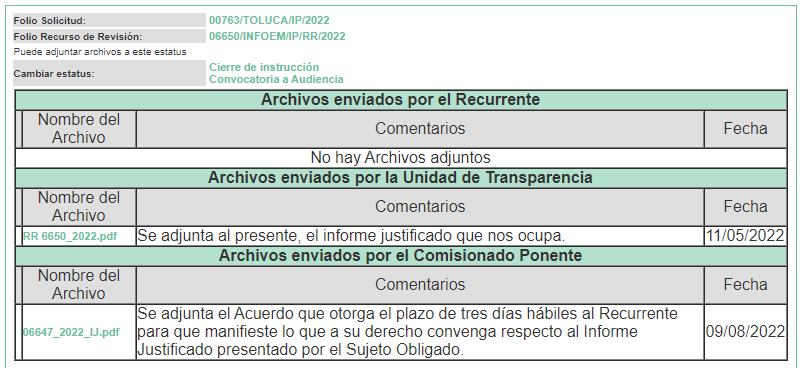 Folio Solicitud: 00763/TOLUCA/IP/2022
Folio Recurso de Revisión: 06650/INFOEM/IP/RR/2022
Puede adjuntar archivos a este estatus
Cambiar estatus: Cierre de instrucción
Convocatoria a Audiencia
Archivos enviados por el Recurrente
Nombre del Archivo Comentarios Fecha
No hay Archivos adjuntos
Archivos enviados por la Unidad de Transparencia
Nombre del Archivo Comentarios Fecha
RR 6650_2022.pdf Se adjunta al presente, el informe justificado que nos ocupa. 11/05/2022
Archivos enviados por el Comisionado Ponente
Nombre del Archivo Comentarios Fecha
Se adjunta el Acuerdo que otorga el plazo de tres días hábiles al Recurrente
06647_2022_IJ.pdf para que manifieste lo que a su derecho convenga respecto al Informe 09/08/2022
Justificado presentado por el Sujeto Obligado.